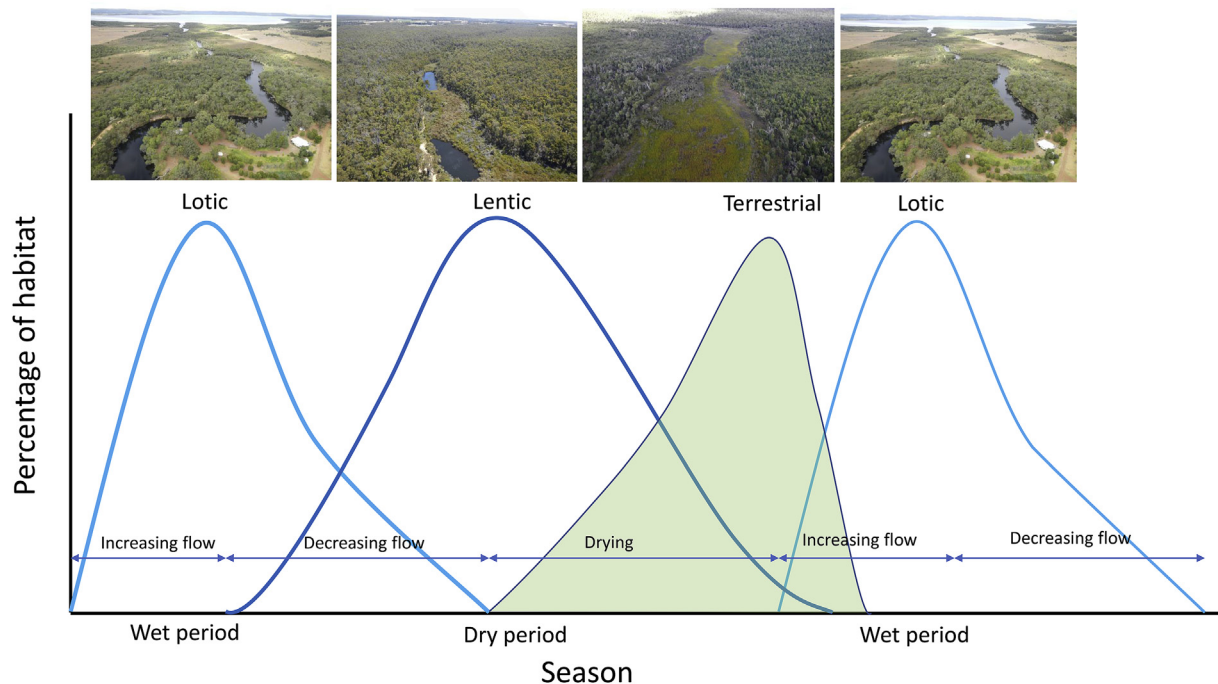 Lotic
Lentic
Terrestrial
Lotic
Percentage of habitat
Increasing flow
Decreasing flow
Drying
Increasing flow
Decreasing flow
Wet period
Dry period
Wet period
Season